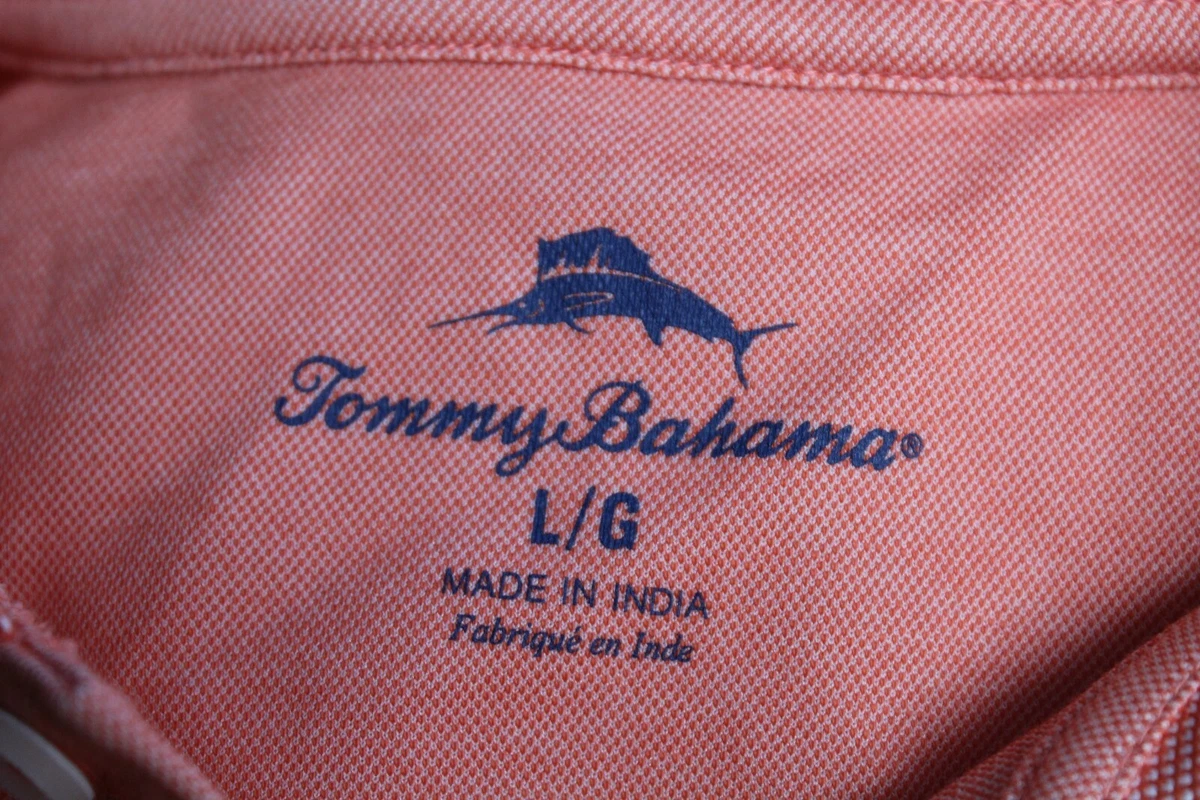 Tommy Bahama®
L/G
MADE IN INDIA
Fabriqué en Inde